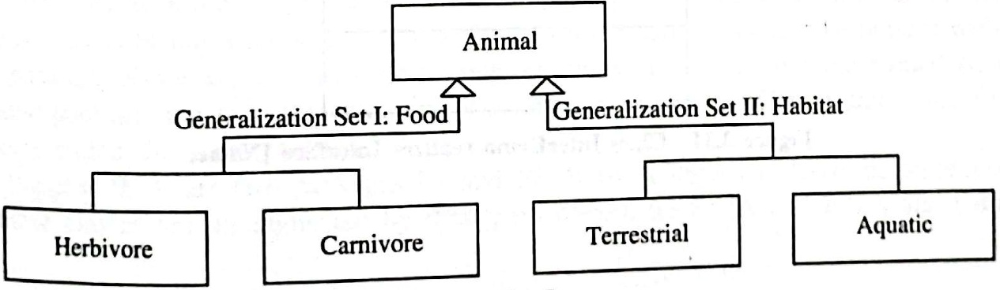 Animal
Generalization Set I: Food
Generalization Set II: Habitat
Herbivore
Carnivore
Terrestrial
Aquatic